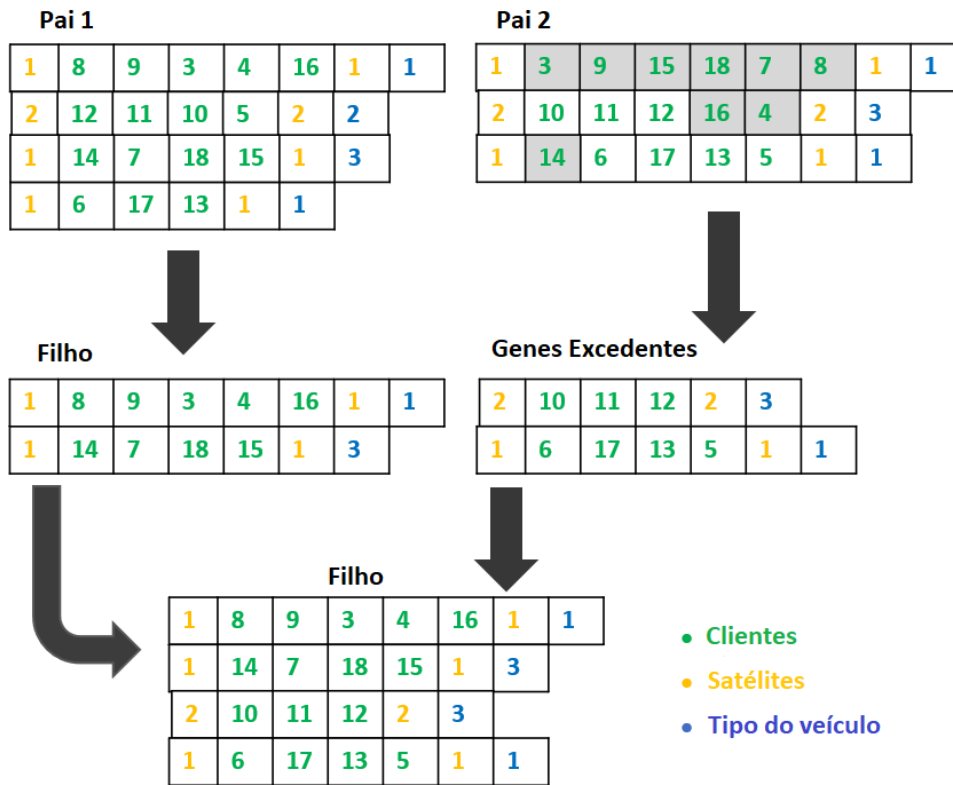 Pai 1
1 8 9 3 4 16 1 1
2 12 11 10 5 2 2
1 14 7 18 15 1 3
1 6 17 13 1 1
Pai 2
1 3 9 15 18 7 8 1 1
2 10 11 12 16 4 2 3
1 14 6 17 13 5 1 1
Filho
1 8 9 3 4 16 1 1
1 14 7 18 15 1 3
Genes Excedentes
2 10 11 12 2 3
1 6 17 13 5 1 1
Filho
1 8 9 3 4 16 1 1
1 14 7 18 15 1 3
2 10 11 12 2 3
1 6 17 13 5 1 1
• Clientes
• Satélites
• Tipo do veículo